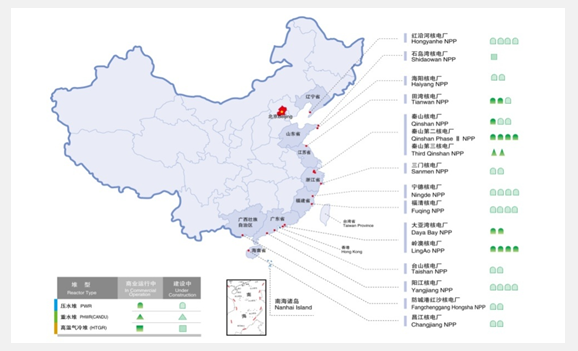 红沿河核电厂
Hongyanhe NPP
石岛湾核电厂
Shidaowan NPP
海阳核电厂
Haiyang NPP
田湾核电厂
Tianwan NPP
秦山核电厂
Qinshan NPP
秦山第二核电厂
Qinshan Phase Ⅱ NPP
秦山第三核电厂
Third Qinshan NPP
三门核电厂
Sanmen NPP
宁德核电厂
Ningde NPP
福清核电厂
Fuqing NPP
大亚湾核电厂
Daya Bay NPP
岭澳核电厂
LingAo NPP
台山核电厂
Taishan NPP
阳江核电厂
Yangjiang NPP
防城港红沙核电厂
Fangchenggang Hongsha NPP
昌江核电厂
Changjiang NPP
辽宁省
北京Beijing
山东省
江苏省
浙江省
福建省
广西壮族
自治区
广东省
海南省
台湾省
Taiwan Province
香港
Hong Kong
南海诸岛
Nanhai Island
南
海
堆 型
Reactor Type
商业运行中
In Commercial
Operation
建设中
Under
Construction
压水堆 PWR
重水堆 PHWR(CANDU)
高温气冷堆 (HTGR)